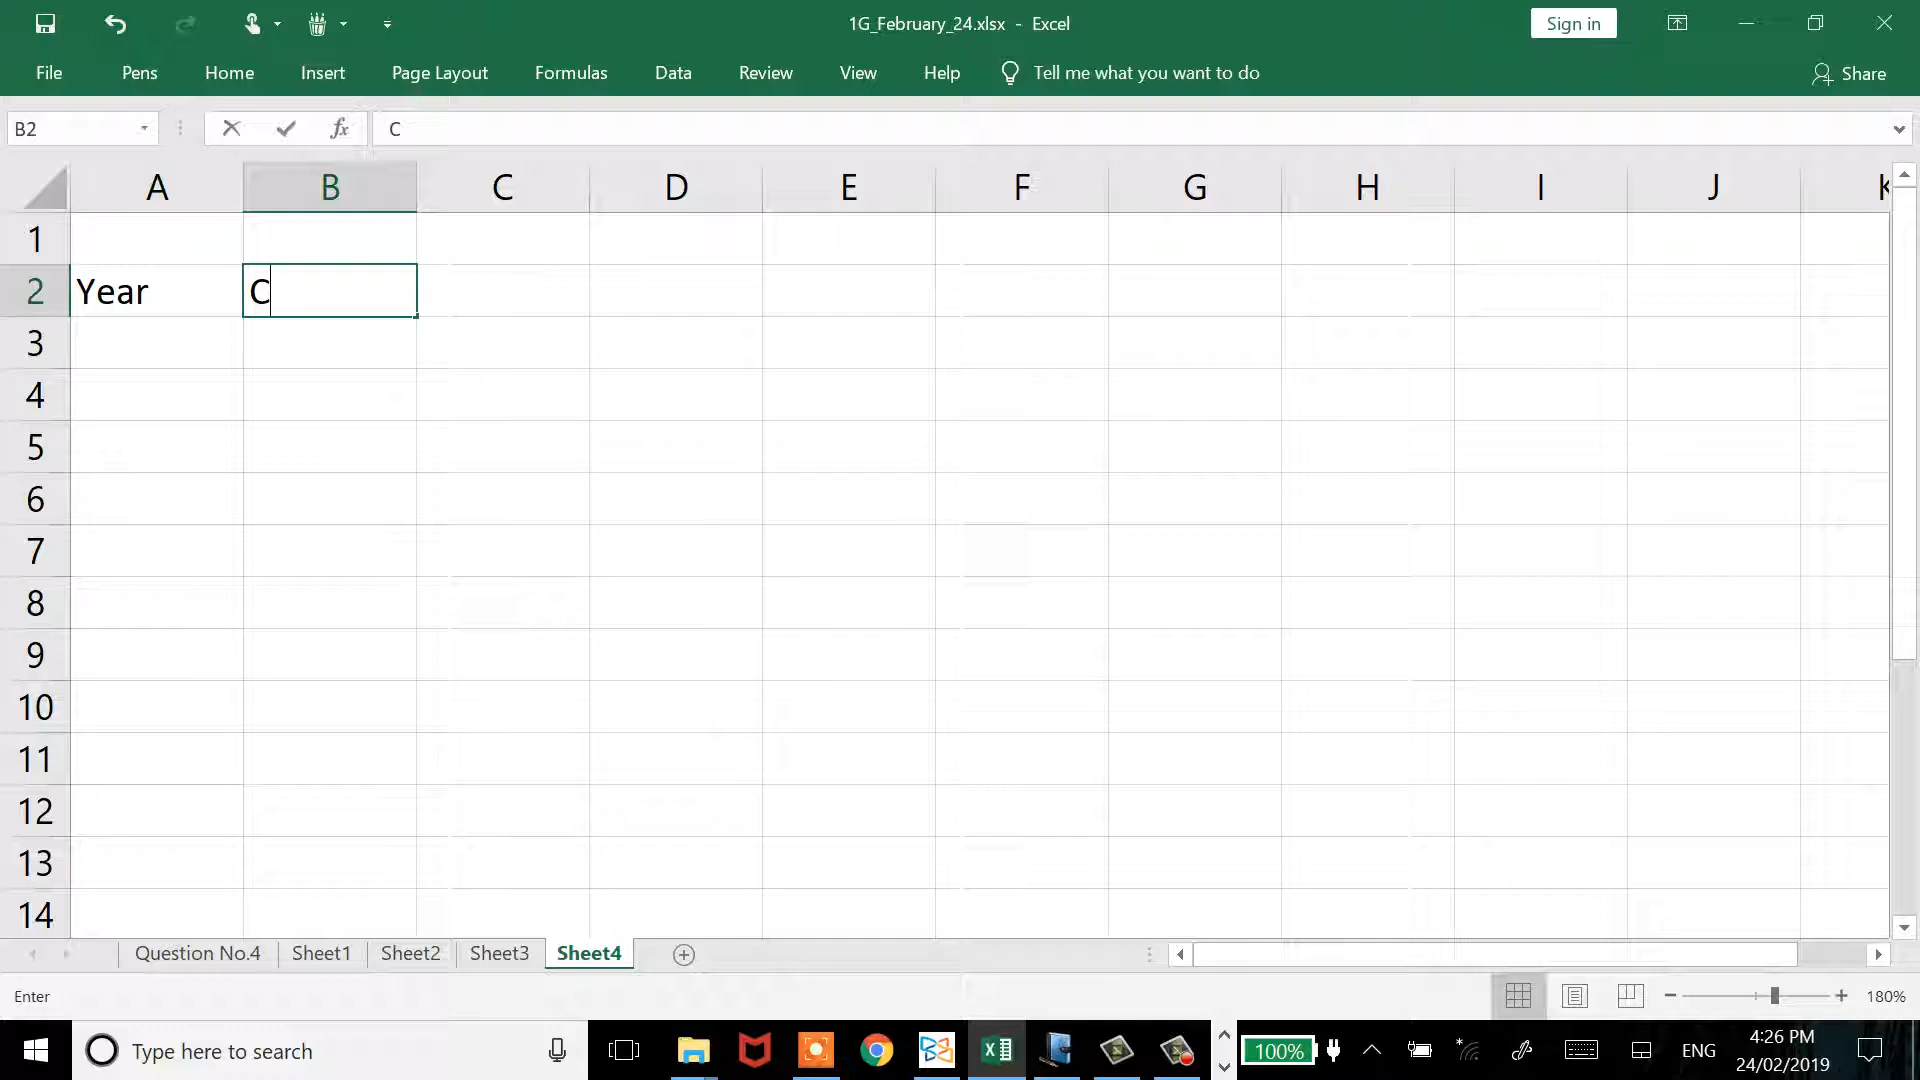 1G_February_24.xlsx - Excel
Sign in
File Pens Home Insert Page Layout Formulas Data Review View Help Tell me what you want to do Share
B2 fx C
A B C D E F G H I J K
1
2 Year C
3
4
5
6
7
8
9
10
11
12
13
14
Question No.4 Sheet1 Sheet2 Sheet3 Sheet4
Enter 180%
Type here to search 100% ENG 4:26 PM
24/02/2019